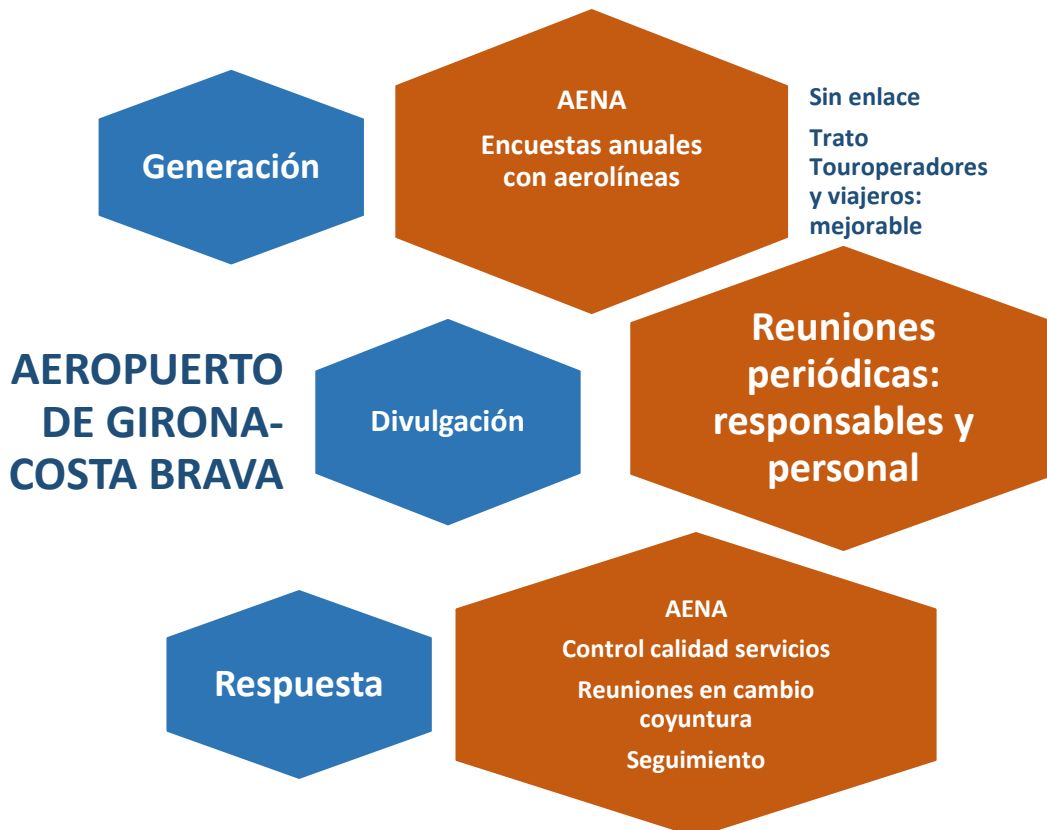 Generación
AENA
Encuestas anuales
con aerolíneas
Sin enlace
Trato
Touroperadores
y viajeros:
mejorable
AEROPUERTO
DE GIRONA-
COSTA BRAVA
Divulgación
Reuniones
periódicas:
responsables y
personal
Respuesta
AENA
Control calidad servicios
Reuniones en cambio
coyuntura
Seguimiento